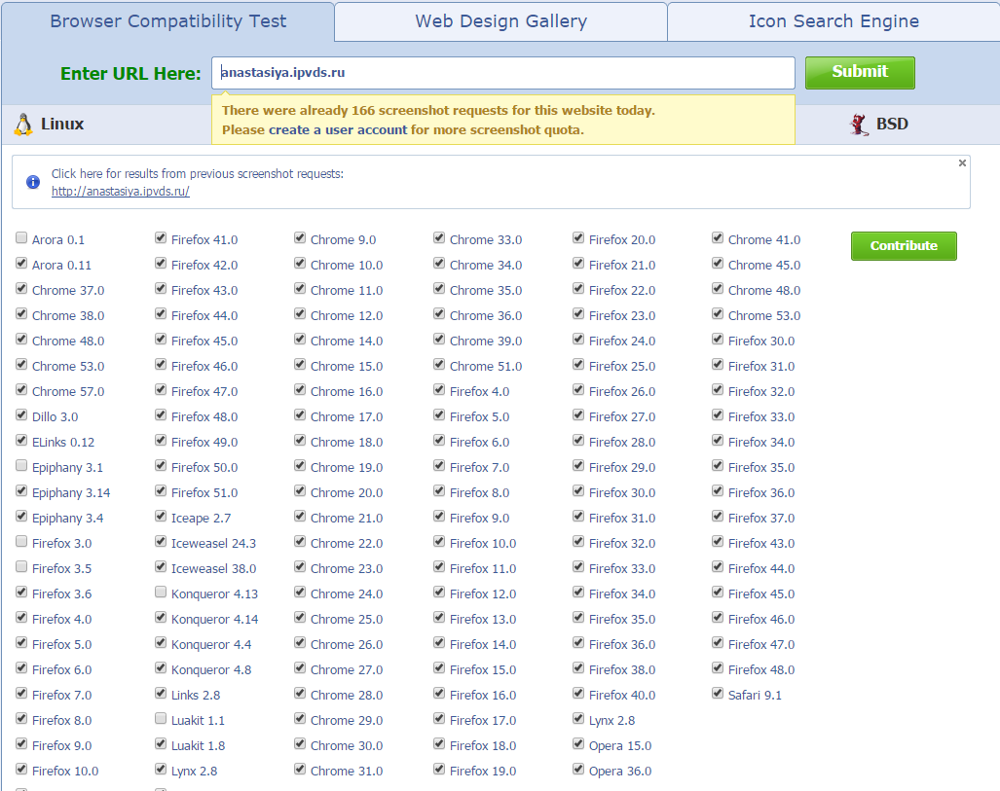 Browser Compatibility Test
Web Design Gallery
Icon Search Engine
Enter URL Here:
anastasiya.ipvds.ru
Submit
There were already 166 screenshot requests for this website today.
Please create a user account for more screenshot quota.
Linux
BSD
Click here for results from previous screenshot requests:
http://anastasiya.ipvds.ru/
Contribute
Arora 0.1
Arora 0.11
Chrome 37.0
Chrome 38.0
Chrome 48.0
Chrome 53.0
Chrome 57.0
Dillo 3.0
ELinks 0.12
Epiphany 3.1
Epiphany 3.14
Epiphany 3.4
Firefox 3.0
Firefox 3.5
Firefox 3.6
Firefox 4.0
Firefox 5.0
Firefox 6.0
Firefox 7.0
Firefox 8.0
Firefox 9.0
Firefox 10.0
Firefox 41.0
Firefox 42.0
Firefox 43.0
Firefox 44.0
Firefox 45.0
Firefox 46.0
Firefox 47.0
Firefox 48.0
Firefox 49.0
Firefox 50.0
Firefox 51.0
Iceape 2.7
Iceweasel 24.3
Iceweasel 38.0
Konqueror 4.13
Konqueror 4.14
Konqueror 4.4
Konqueror 4.8
Links 2.8
Luakit 1.1
Luakit 1.8
Lynx 2.8
Chrome 9.0
Chrome 10.0
Chrome 11.0
Chrome 12.0
Chrome 14.0
Chrome 15.0
Chrome 16.0
Chrome 17.0
Chrome 18.0
Chrome 19.0
Chrome 20.0
Chrome 21.0
Chrome 22.0
Chrome 23.0
Chrome 24.0
Chrome 25.0
Chrome 26.0
Chrome 27.0
Chrome 28.0
Chrome 29.0
Chrome 30.0
Chrome 31.0
Chrome 33.0
Chrome 34.0
Chrome 35.0
Chrome 36.0
Chrome 39.0
Chrome 51.0
Firefox 4.0
Firefox 5.0
Firefox 6.0
Firefox 7.0
Firefox 8.0
Firefox 9.0
Firefox 10.0
Firefox 11.0
Firefox 12.0
Firefox 13.0
Firefox 14.0
Firefox 15.0
Firefox 16.0
Firefox 17.0
Firefox 18.0
Firefox 19.0
Firefox 20.0
Firefox 21.0
Firefox 22.0
Firefox 23.0
Firefox 24.0
Firefox 25.0
Firefox 26.0
Firefox 27.0
Firefox 28.0
Firefox 29.0
Firefox 30.0
Firefox 31.0
Firefox 32.0
Firefox 33.0
Firefox 34.0
Firefox 35.0
Firefox 36.0
Firefox 38.0
Firefox 40.0
Lynx 2.8
Opera 15.0
Opera 36.0
Chrome 41.0
Chrome 45.0
Chrome 48.0
Chrome 53.0
Firefox 30.0
Firefox 31.0
Firefox 32.0
Firefox 33.0
Firefox 34.0
Firefox 35.0
Firefox 36.0
Firefox 37.0
Firefox 43.0
Firefox 44.0
Firefox 45.0
Firefox 46.0
Firefox 47.0
Firefox 48.0
Safari 9.1